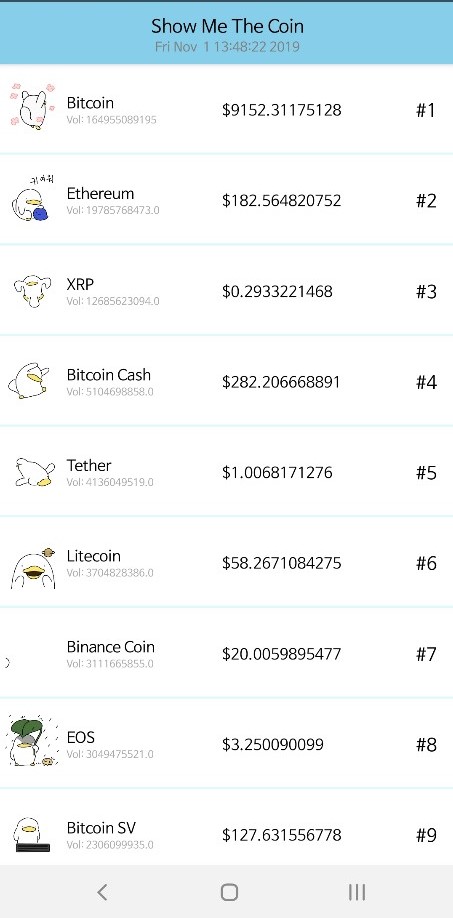 Show Me The Coin
Fri Nov 1 13:48:22 2019
Bitcoin
Vol: 164955089195
$9152.31175128
#1
귀여워
Ethereum
Vol: 19785768473.0
$182.564820752
#2
XRP
Vol: 12685623094.0
$0.2933221468
#3
Bitcoin Cash
Vol: 5104698858.0
$282.206668891
#4
Tether
Vol: 4136049519.0
$1.0068171276
#5
Litecoin
Vol: 3704828386.0
$58.2671084275
#6
Binance Coin
Vol: 3111665855.0
$20.0059895477
#7
EOS
Vol: 3049475521.0
$3.250090099
#8
Bitcoin SV
Vol: 2306099935.0
$127.631556778
#9